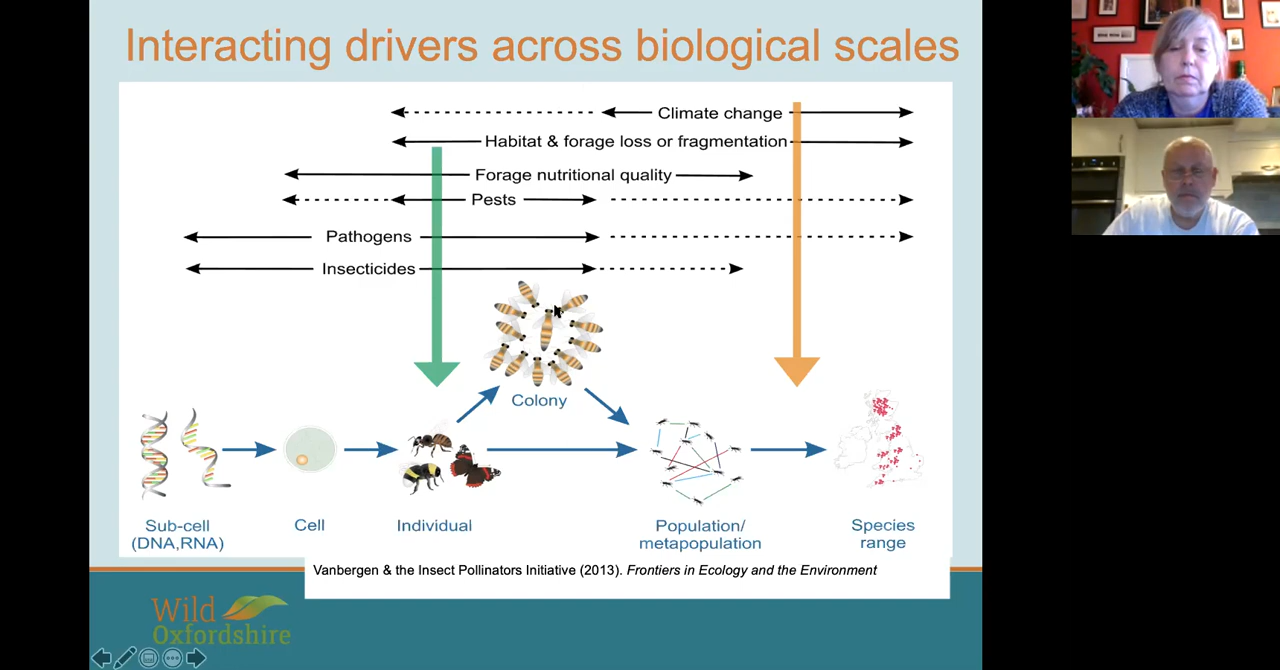 Interacting drivers across biological scales
Climate change
Habitat & forage loss or fragmentation
Forage nutritional quality
Pests
Pathogens
Insecticides
Colony
Sub-cell
(DNA,RNA)
Cell
Individual
Population/
metapopulation
Species
range
Vanbergen & the Insect Pollinators Initiative (2013). Frontiers in Ecology and the Environment
Wild
Oxfordshire